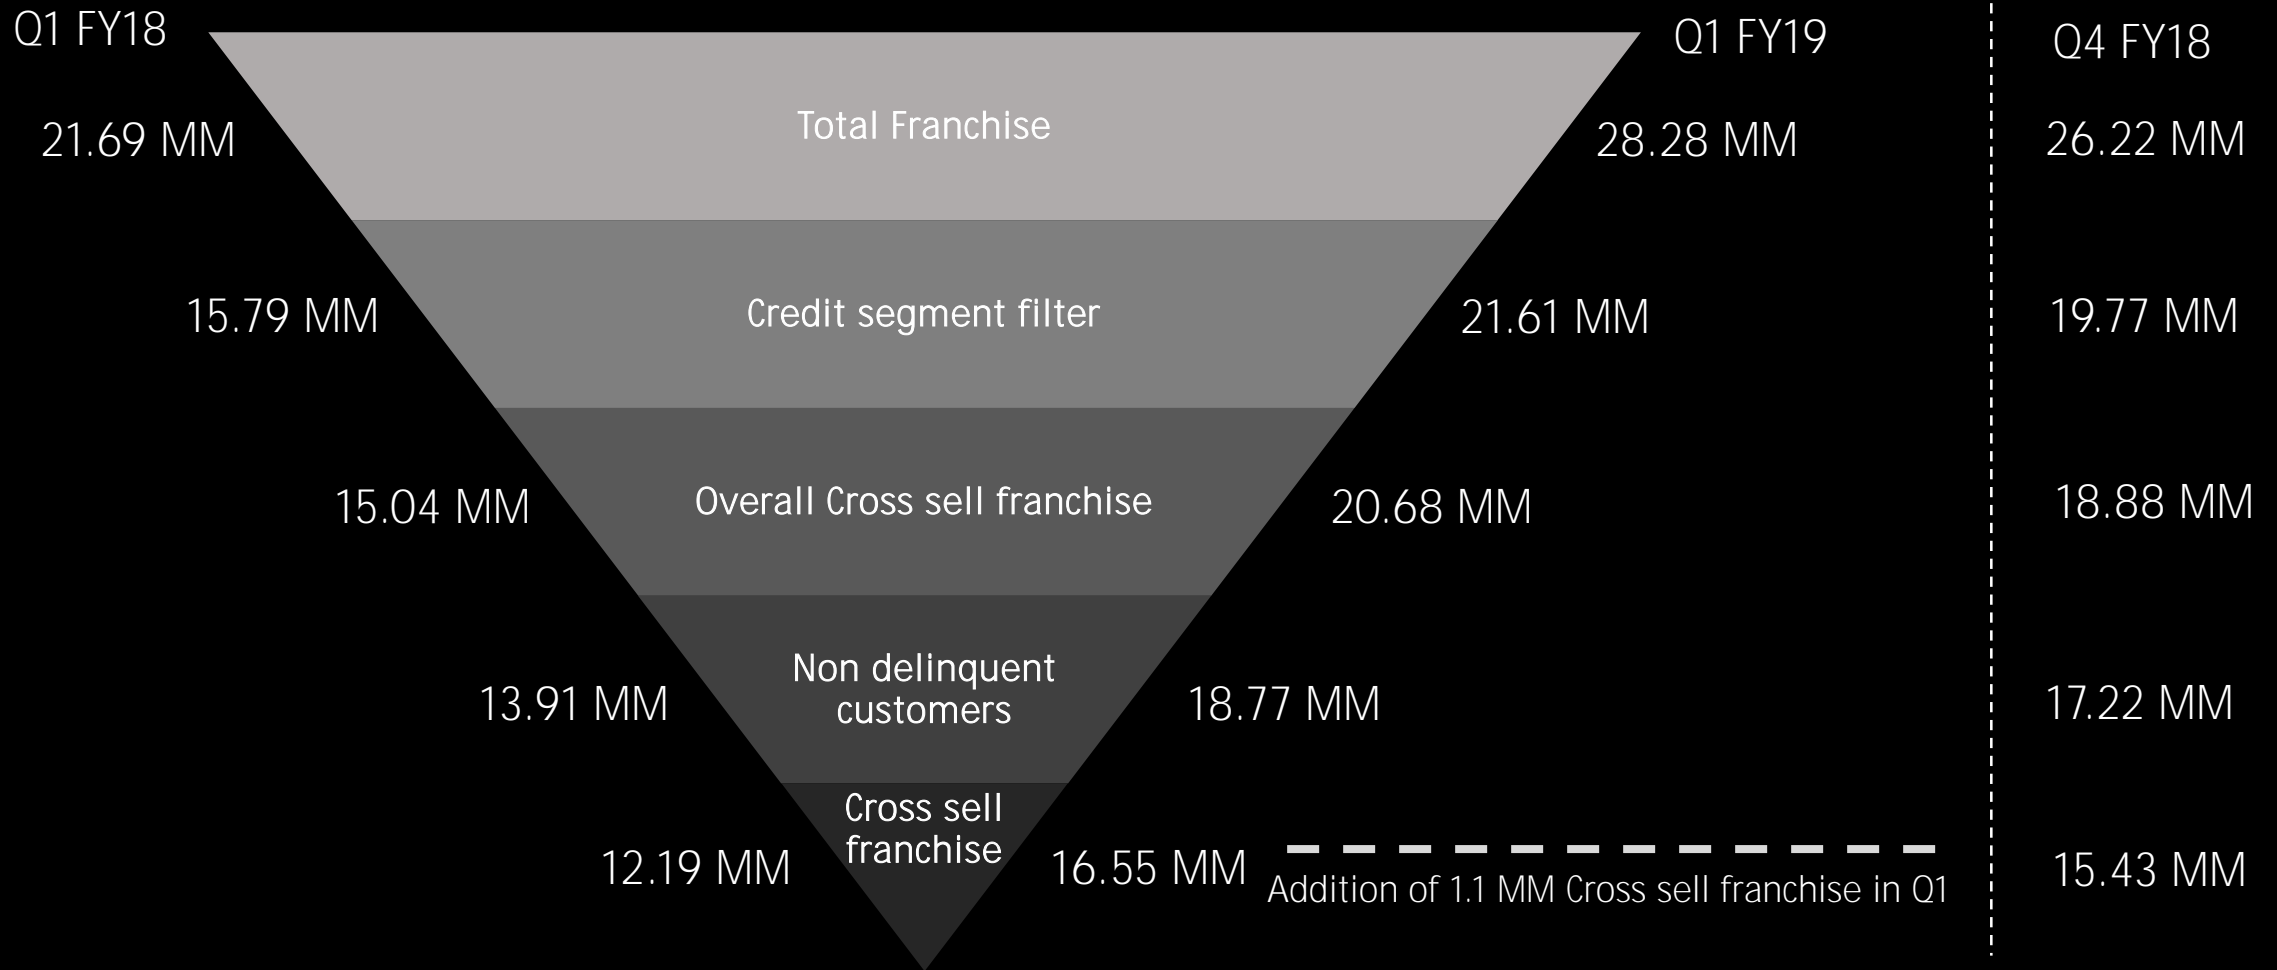 Q1 FY18
Q1 FY19
Q4 FY18
21.69 MM
Total Franchise
28.28 MM
26.22 MM
15.79 MM
Credit segment filter
21.61 MM
19.77 MM
15.04 MM
Overall Cross sell franchise
20.68 MM
18.88 MM
13.91 MM
Non delinquent
customers
18.77 MM
17.22 MM
12.19 MM
Cross sell
franchise
16.55 MM
Addition of 1.1 MM Cross sell franchise in Q1
15.43 MM